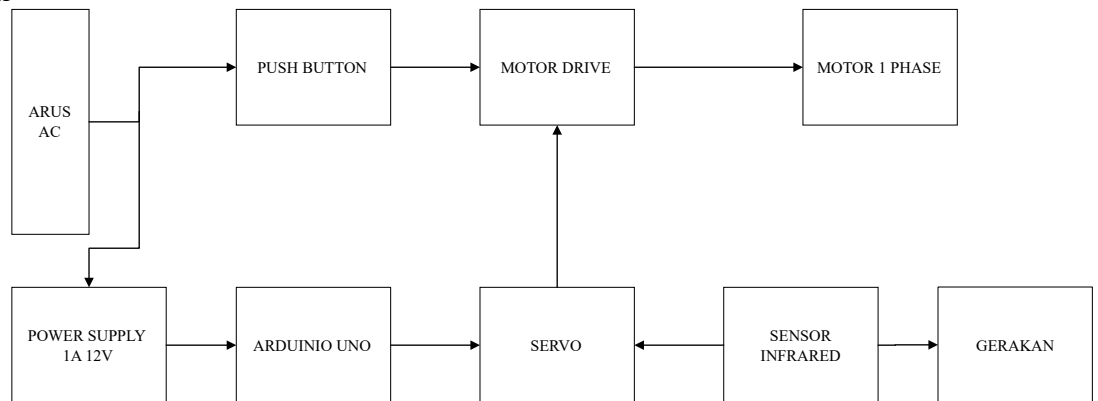 PUSH BUTTON
MOTOR DRIVE
MOTOR 1 PHASE
ARUS
AC
POWER SUPPLY
1A 12V
ARDUINIO UNO
SERVO
SENSOR
INFRARED
GERAKAN